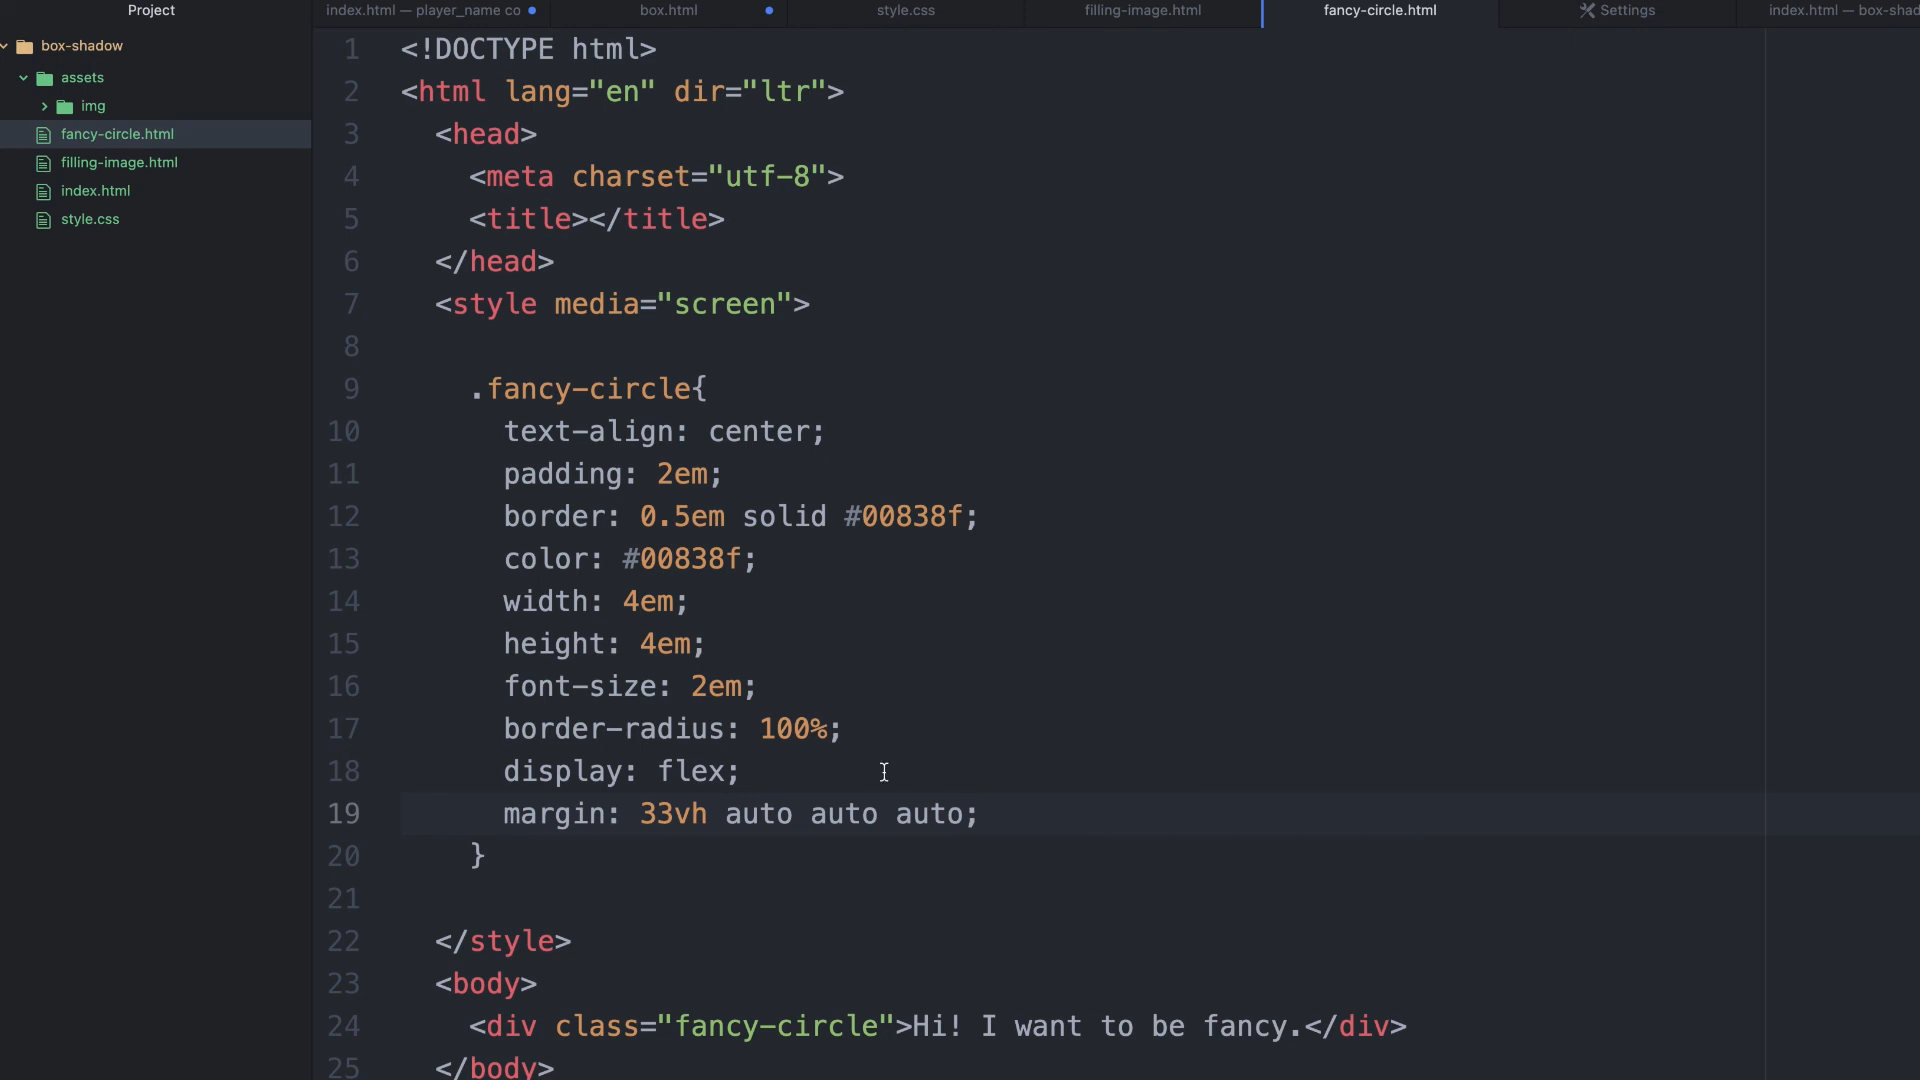 Project
index.html — player_name co
box.html
style.css
filling-image.html
fancy-circle.html
Settings
index.html — box-shad
box-shadow
assets
img
fancy-circle.html
filling-image.html
index.html
style.css
1 <!DOCTYPE html>
2 <html lang="en" dir="ltr">
3 <head>
4 <meta charset="utf-8">
5 <title></title>
6 </head>
7 <style media="screen">
8
9 .fancy-circle{
10 text-align: center;
11 padding: 2em;
12 border: 0.5em solid #00838f;
13 color: #00838f;
14 width: 4em;
15 height: 4em;
16 font-size: 2em;
17 border-radius: 100%;
18 display: flex;
19 margin: 33vh auto auto auto;
20 }
21
22 </style>
23 <body>
24 <div class="fancy-circle">Hi! I want to be fancy.</div>
25 </body>